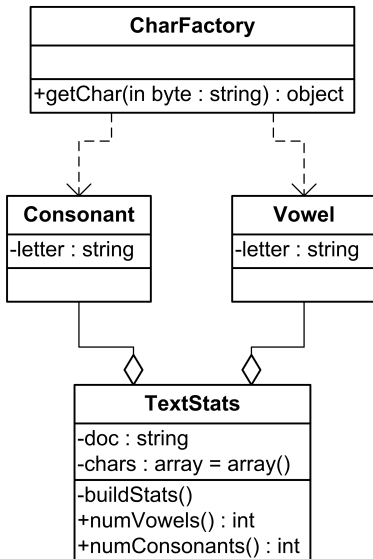 CharFactory
+getChar(in byte : string) : object
Consonant
-letter : string
Vowel
-letter : string
TextStats
-doc : string
-chars : array = array()
-buildStats()
+numVowels() : int
+numConsonants() : int